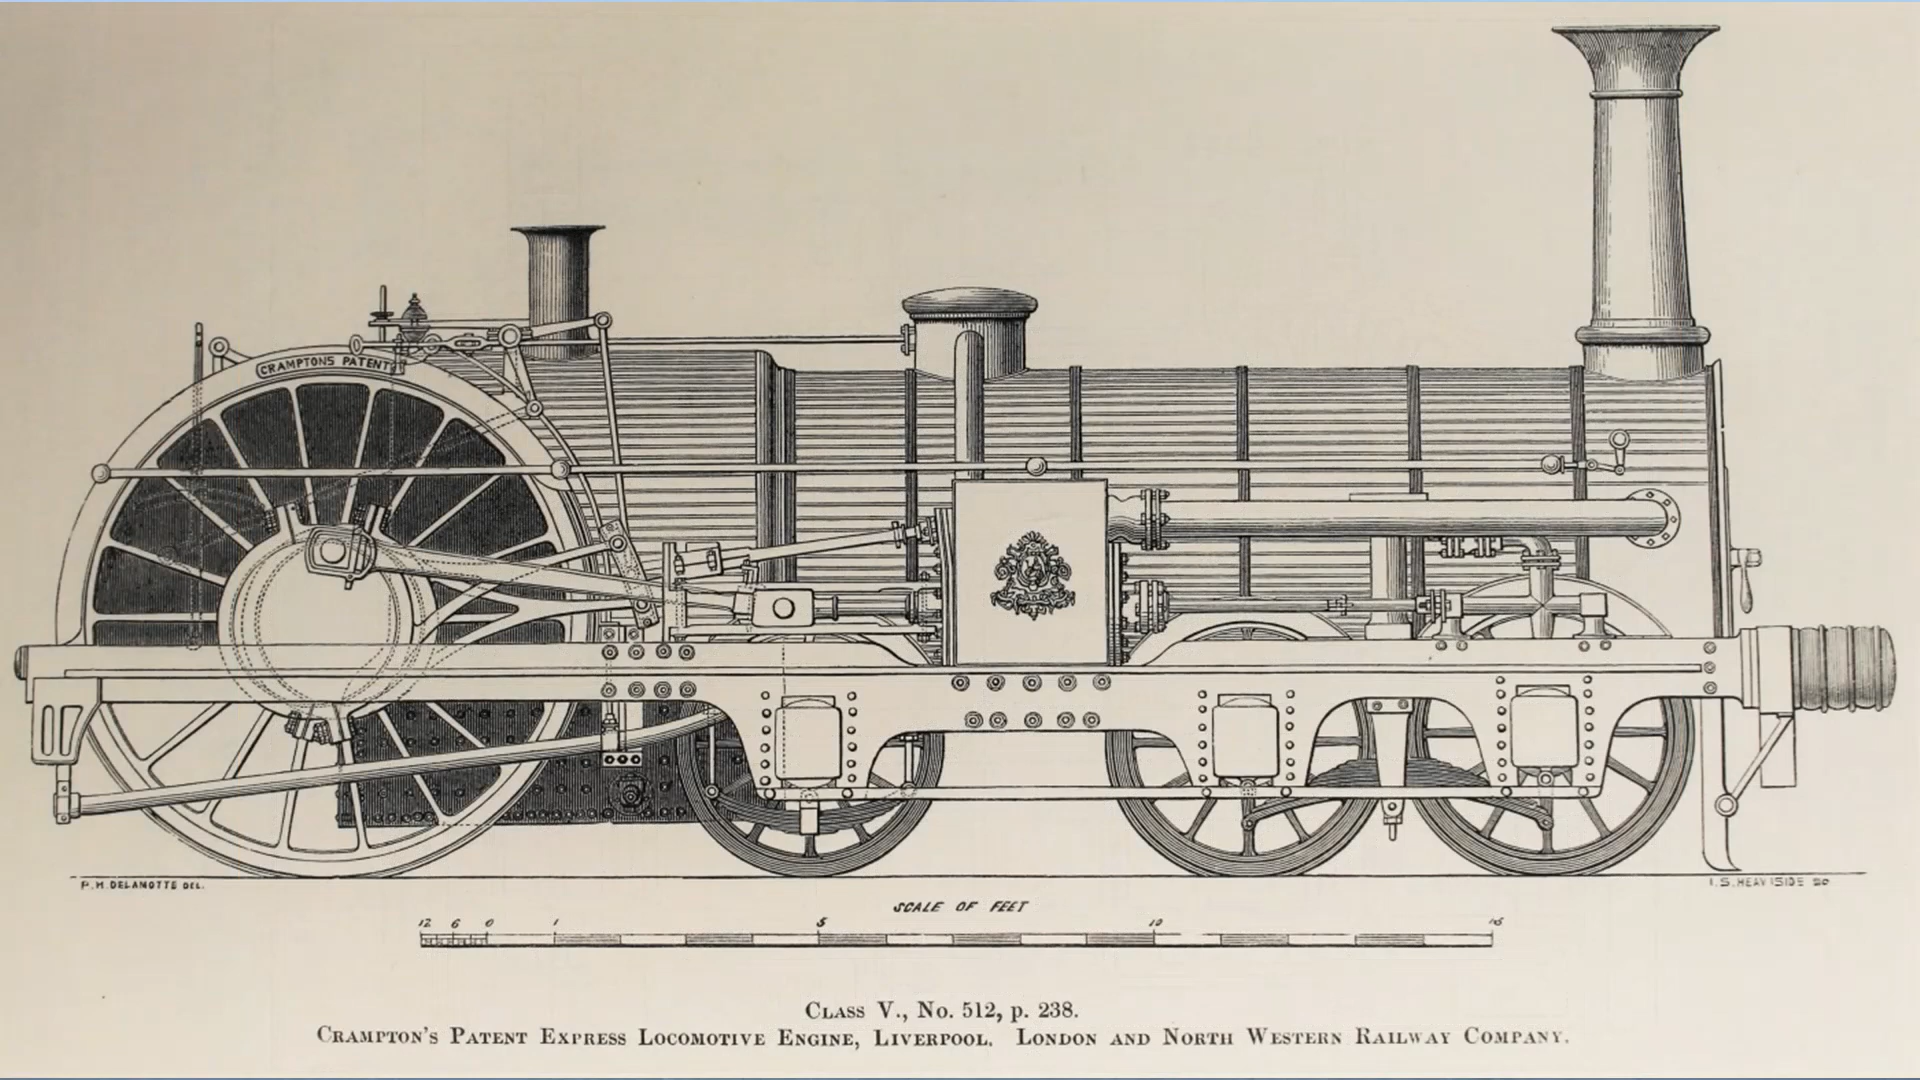 CRAMPTONS PATENT
P. H. DELAMOTTE DEL.
I. S. HEAVISIDE SC
SCALE OF FEET
12 6 0 1 5 10 15
CLASS V., No. 512, p. 238.
CRAMPTON'S PATENT EXPRESS LOCOMOTIVE ENGINE, LIVERPOOL. LONDON AND NORTH WESTERN RAILWAY COMPANY.